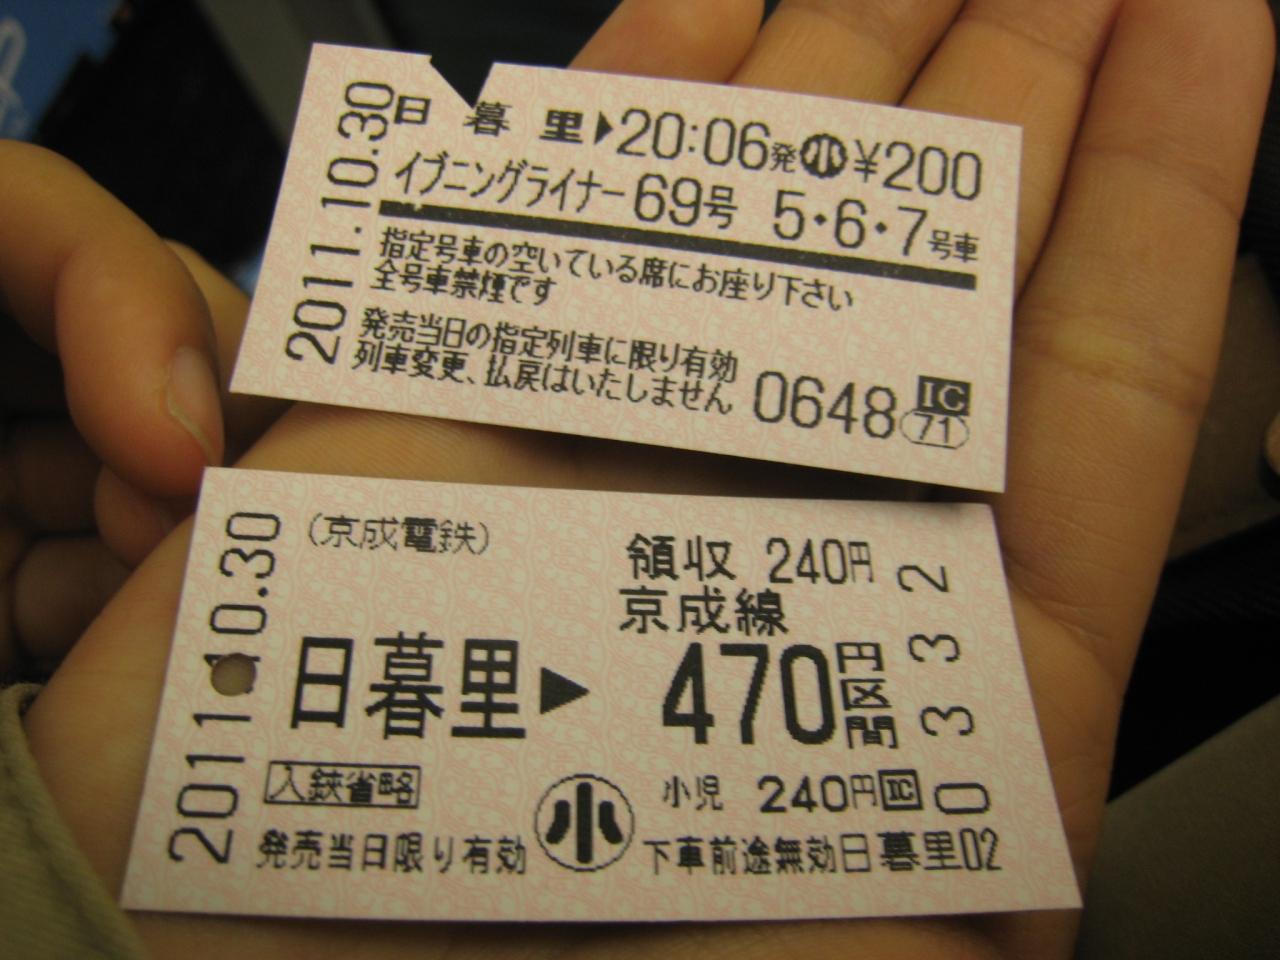 2011.10.30
日暮里▶20:06発㊙¥200
イブニングライナー69号 5・6・7号車
指定号車の空いている席にお座り下さい
全号車禁煙です
発売当日の指定列車に限り有効
列車変更、払戻はいたしません
0648 IC
71
2011.10.30
(京成電鉄)
領収 240円
京成線
日暮里▶470円区間
入鋏省略
小
小児 240円 IC
発売当日限り有効
下車前途無効日暮里02
0332